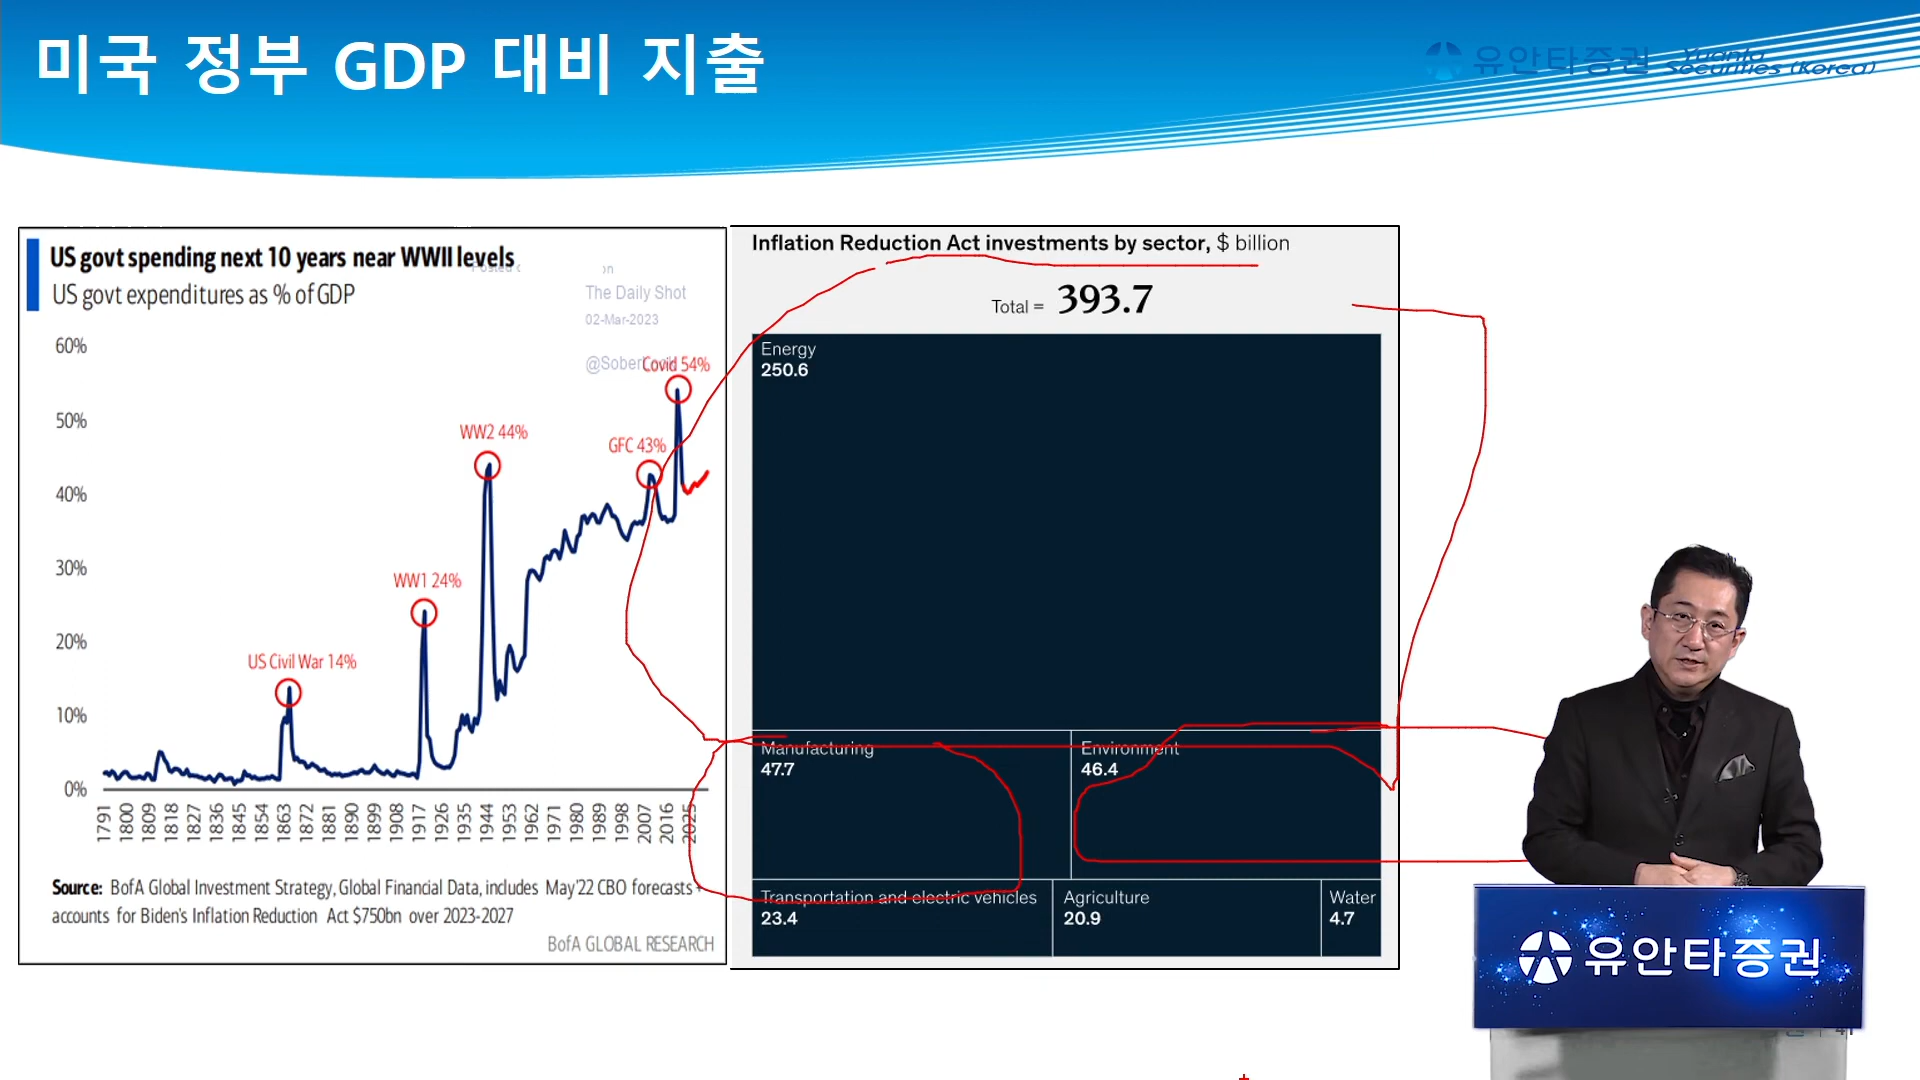 미국 정부 GDP 대비 지출
유안타증권 Yuanta Securities (Korea)
US govt spending next 10 years near WWII levels
US govt expenditures as % of GDP
The Daily Shot
02-Mar-2023
60%
50%
40%
30%
20%
10%
0%
US Civil War 14%
WW1 24%
WW2 44%
GFC 43%
Covid 54%
1791 1800 1809 1818 1827 1836 1845 1854 1863 1872 1881 1890 1899 1908 1917 1926 1935 1944 1953 1962 1971 1980 1989 1998 2007 2016 2025
Source: BofA Global Investment Strategy, Global Financial Data, includes May'22 CBO forecasts +
accounts for Biden's Inflation Reduction Act $750bn over 2023-2027
BofA GLOBAL RESEARCH
Inflation Reduction Act investments by sector, $ billion
Total = 393.7
Energy
250.6
Manufacturing
47.7
Environment
46.4
Transportation and electric vehicles
23.4
Agriculture
20.9
Water
4.7
유안타증권